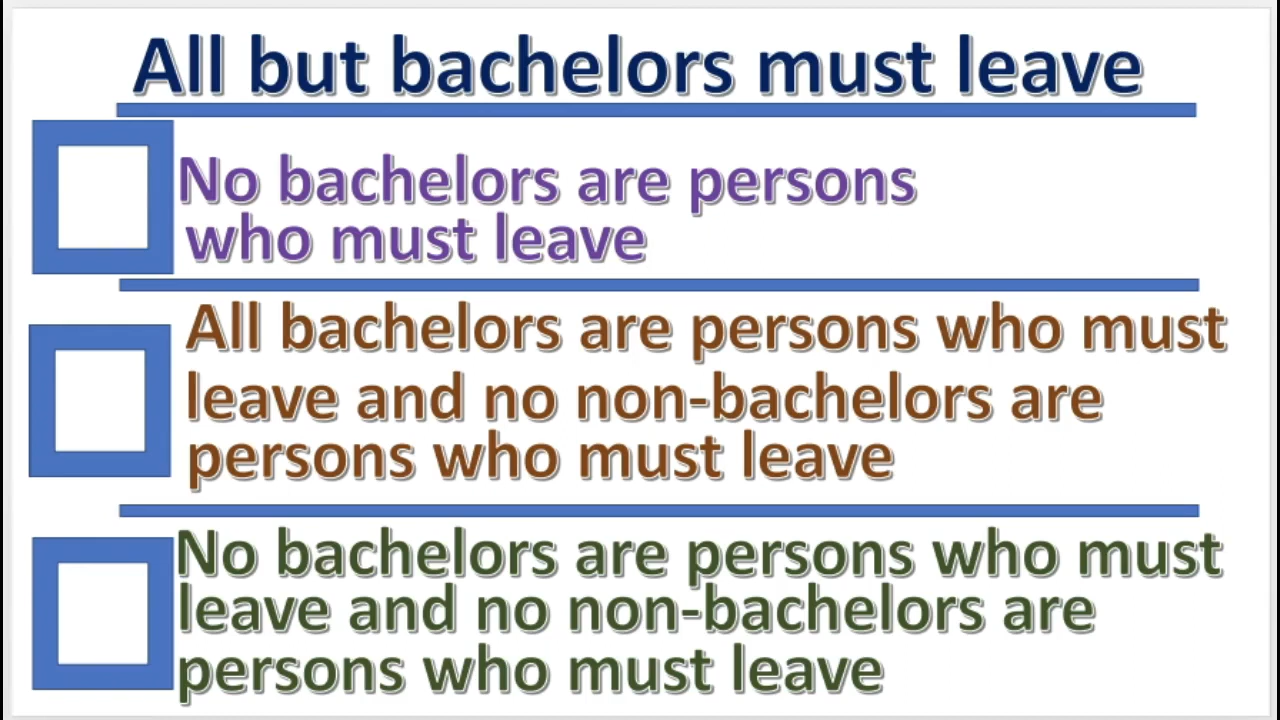 All but bachelors must leave
No bachelors are persons
who must leave
All bachelors are persons who must
leave and no non-bachelors are
persons who must leave
No bachelors are persons who must
leave and no non-bachelors are
persons who must leave